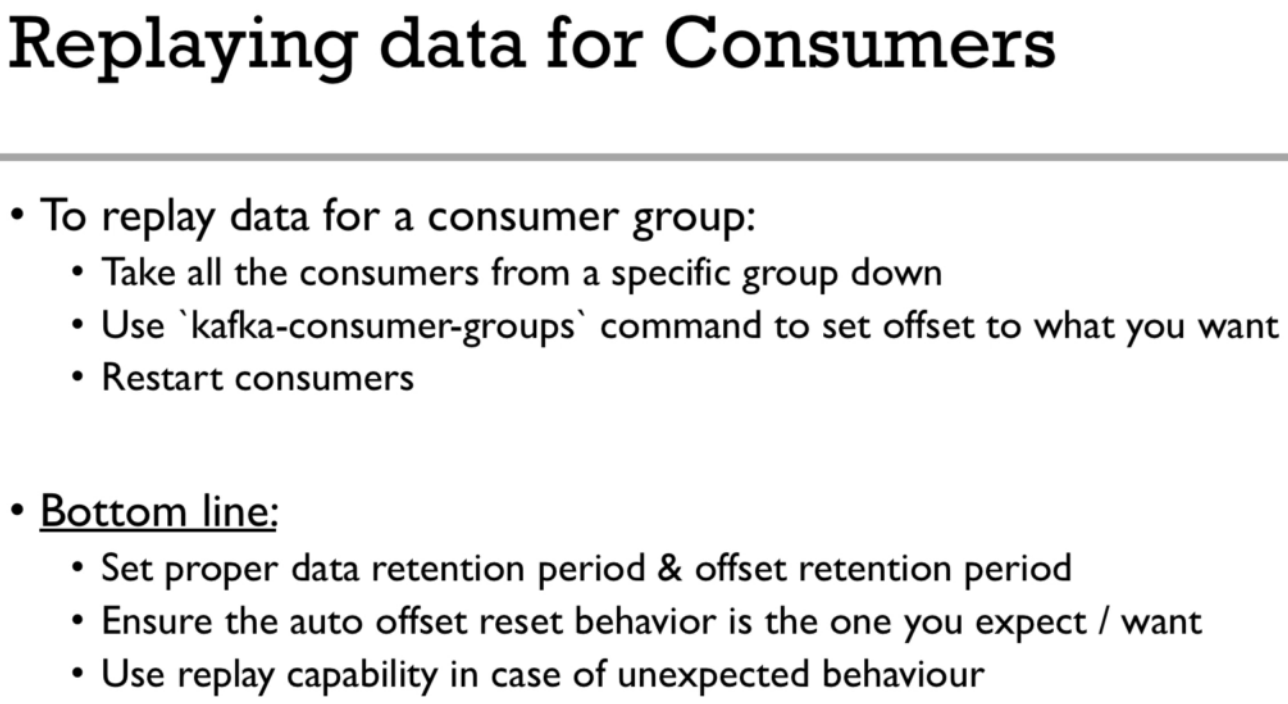 Replaying data for Consumers
• To replay data for a consumer group:
• Take all the consumers from a specific group down
• Use `kafka-consumer-groups` command to set offset to what you want
• Restart consumers
• Bottom line:
• Set proper data retention period & offset retention period
• Ensure the auto offset reset behavior is the one you expect / want
• Use replay capability in case of unexpected behaviour